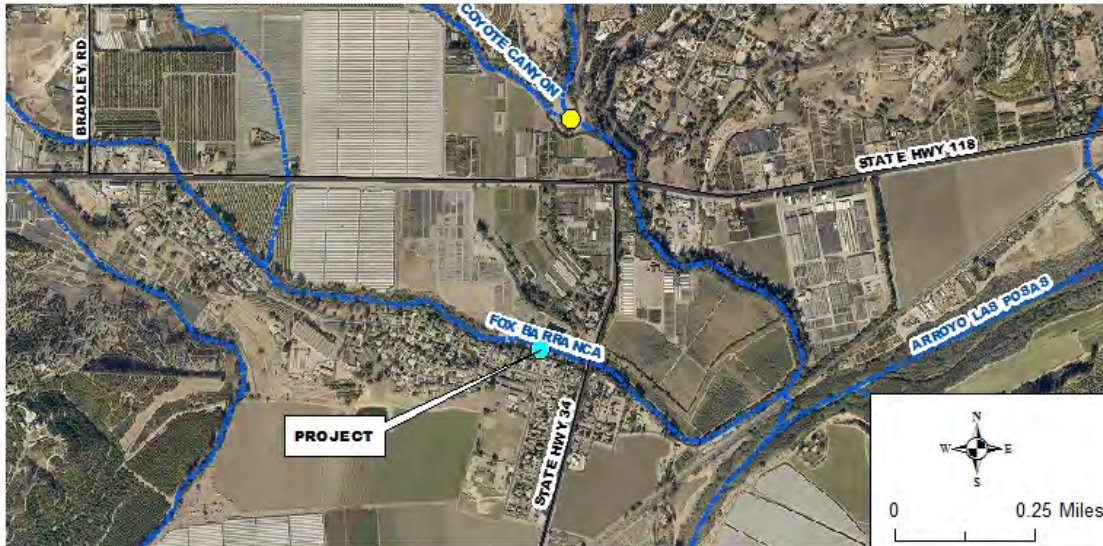 COYOTE CANYON
BRADLEY RD
STATE HWY 118
ARROYO LAS POSAS
FOX BARRANCA
PROJECT
STATE HWY 34
N
W E
S
0 0.25 Miles